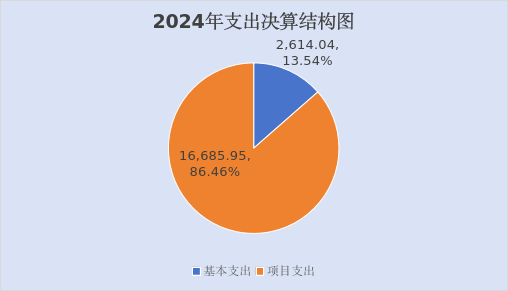 2024年支出决算结构图
2,614.04,
13.54%
16,685.95,
86.46%
基本支出 项目支出